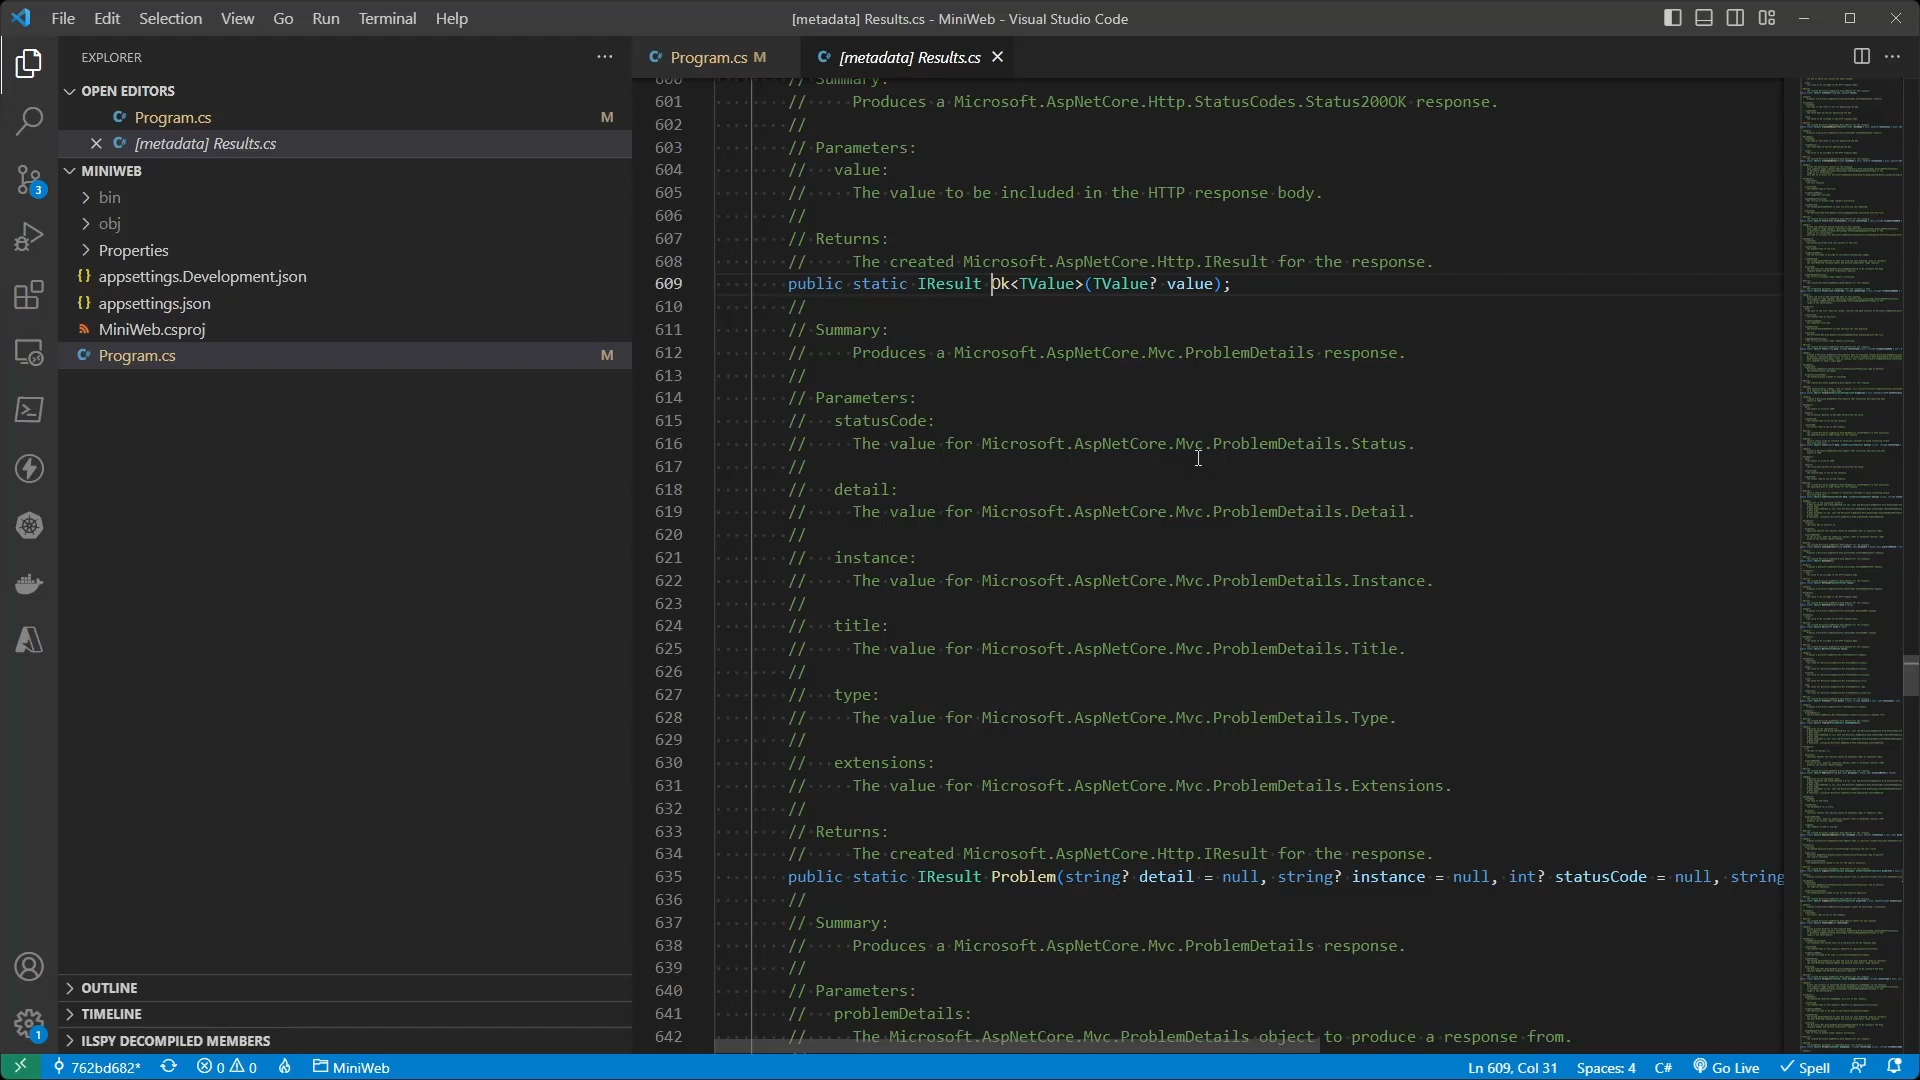 File Edit Selection View Go Run Terminal Help
[metadata] Results.cs - MiniWeb - Visual Studio Code
EXPLORER
OPEN EDITORS
Program.cs M
[metadata] Results.cs
MINIWEB
bin
obj
Properties
appsettings.Development.json
appsettings.json
MiniWeb.csproj
Program.cs M
OUTLINE
TIMELINE
ILSPY DECOMPILED MEMBERS
3
1
Program.cs M
[metadata] Results.cs
600 // Summary:
601 // Produces a Microsoft.AspNetCore.Http.StatusCodes.Status200OK response.
602 //
603 // Parameters:
604 // value:
605 // The value to be included in the HTTP response body.
606 //
607 // Returns:
608 // The created Microsoft.AspNetCore.Http.IResult for the response.
609 public static IResult Ok<TValue>(TValue? value);
610 //
611 // Summary:
612 // Produces a Microsoft.AspNetCore.Mvc.ProblemDetails response.
613 //
614 // Parameters:
615 // statusCode:
616 // The value for Microsoft.AspNetCore.Mvc.ProblemDetails.Status.
617 //
618 // detail:
619 // The value for Microsoft.AspNetCore.Mvc.ProblemDetails.Detail.
620 //
621 // instance:
622 // The value for Microsoft.AspNetCore.Mvc.ProblemDetails.Instance.
623 //
624 // title:
625 // The value for Microsoft.AspNetCore.Mvc.ProblemDetails.Title.
626 //
627 // type:
628 // The value for Microsoft.AspNetCore.Mvc.ProblemDetails.Type.
629 //
630 // extensions:
631 // The value for Microsoft.AspNetCore.Mvc.ProblemDetails.Extensions.
632 //
633 // Returns:
634 // The created Microsoft.AspNetCore.Http.IResult for the response.
635 public static IResult Problem(string? detail = null, string? instance = null, int? statusCode = null, string
636 //
637 // Summary:
638 // Produces a Microsoft.AspNetCore.Mvc.ProblemDetails response.
639 //
640 // Parameters:
641 // problemDetails:
642 // The Microsoft.AspNetCore.Mvc.ProblemDetails object to produce a response from.
762bd682* 0 0 MiniWeb
Ln 609, Col 31 Spaces: 4 C# Go Live Spell